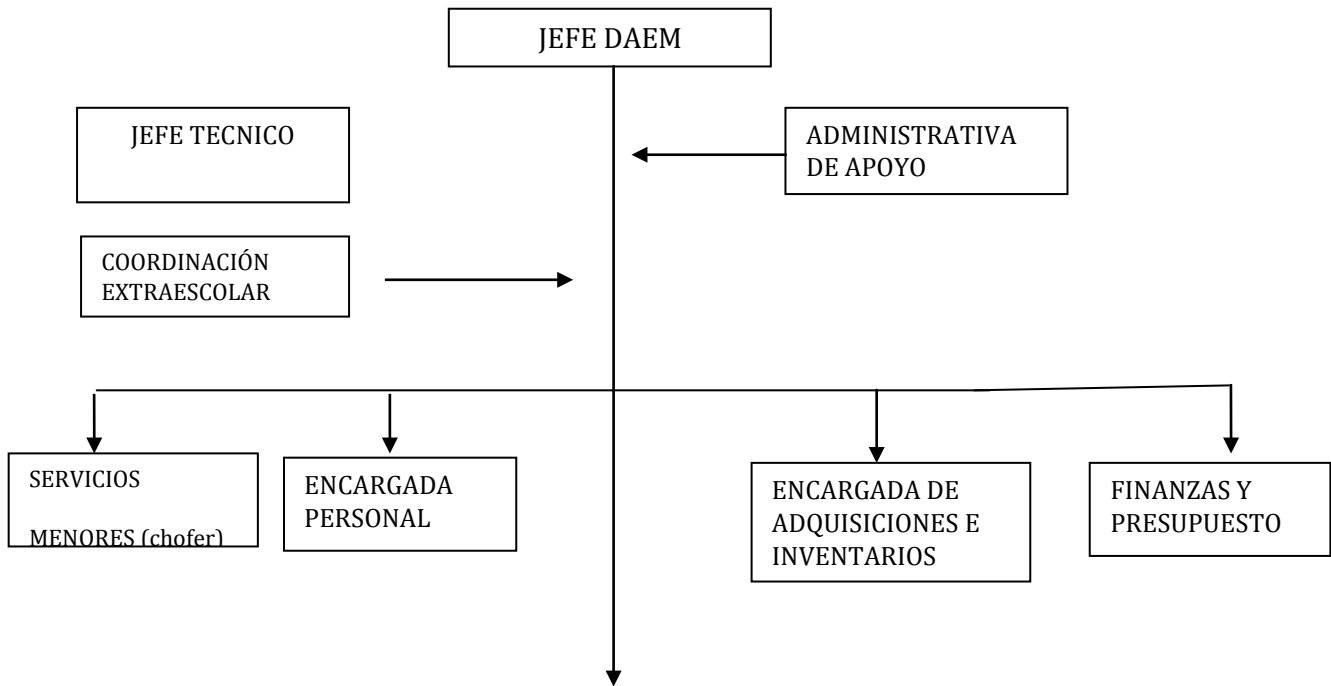 JEFE DAEM
JEFE TECNICO
ADMINISTRATIVA
DE APOYO
COORDINACIÓN
EXTRAESCOLAR
SERVICIOS
MENORES (chofer)
ENCARGADA
PERSONAL
ENCARGADA DE
ADQUISICIONES E
INVENTARIOS
FINANZAS Y
PRESUPUESTO